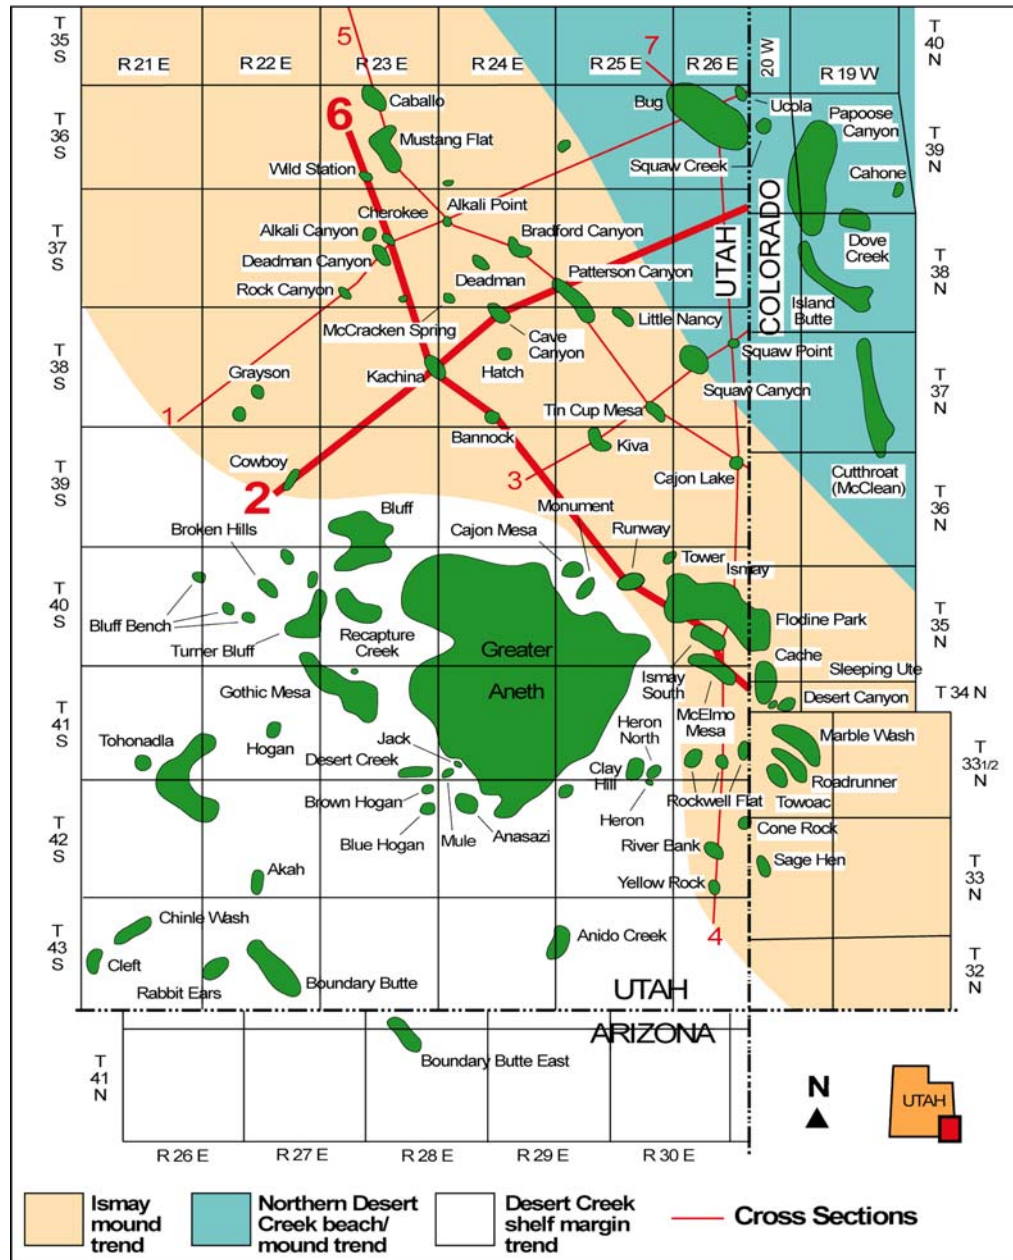 T
35
S
R 21 E
R 22 E
5
R 23 E
R 24 E
7
R 25 E
R 26 E
20 W
R 19 W
T
40
N
T
36
S
6
Caballo
Mustang Flat
Wild Station
Bug
Ucola
Squaw Creek
Papoose
Canyon
Cahone
T
39
N
T
37
S
Cherokee
Alkali Point
Alkali Canyon
Deadman Canyon
Rock Canyon
Bradford Canyon
Deadman
Patterson Canyon
UTAH
COLORADO
Dove
Creek
Island
Butte
T
38
N
McCracken Spring
Little Nancy
Cave
Canyon
Hatch
Squaw Point
Squaw Canyon
T
38
S
Grayson
Kachina
1
Tin Cup Mesa
Bannock
Kiva
T
37
N
T
39
S
Cowboy
2
3
Cajon Lake
Cutthroat
(McClean)
Monument
Runway
Bluff
Broken Hills
Cajon Mesa
Tower
Ismay
T
36
N
T
40
S
Bluff Bench
Turner Bluff
Recapture
Creek
Greater
Aneth
Flodine Park
T
35
N
Cache
Sleeping Ute
Ismay
South
Desert Canyon
T 34 N
Gothic Mesa
T
41
S
Tohonadla
Hogan
Jack
Desert Creek
Heron
North
McElmo
Mesa
Marble Wash
T
33 1/2
N
Clay
Hill
Roadrunner
Brown Hogan
Blue Hogan
Mule
Anasazi
Heron
Rockwell Flat
Towoac
T
42
S
Cone Rock
River Bank
Sage Hen
Akah
Yellow Rock
T
33
N
T
43
S
Chinle Wash
Cleft
Rabbit Ears
Boundary Butte
Anido Creek
4
T
32
N
UTAH
ARIZONA
T
41
N
Boundary Butte East
N
UTAH
R 26 E
R 27 E
R 28 E
R 29 E
R 30 E
Ismay
mound
trend
Northern Desert
Creek beach/
mound trend
Desert Creek
shelf margin
trend
Cross Sections